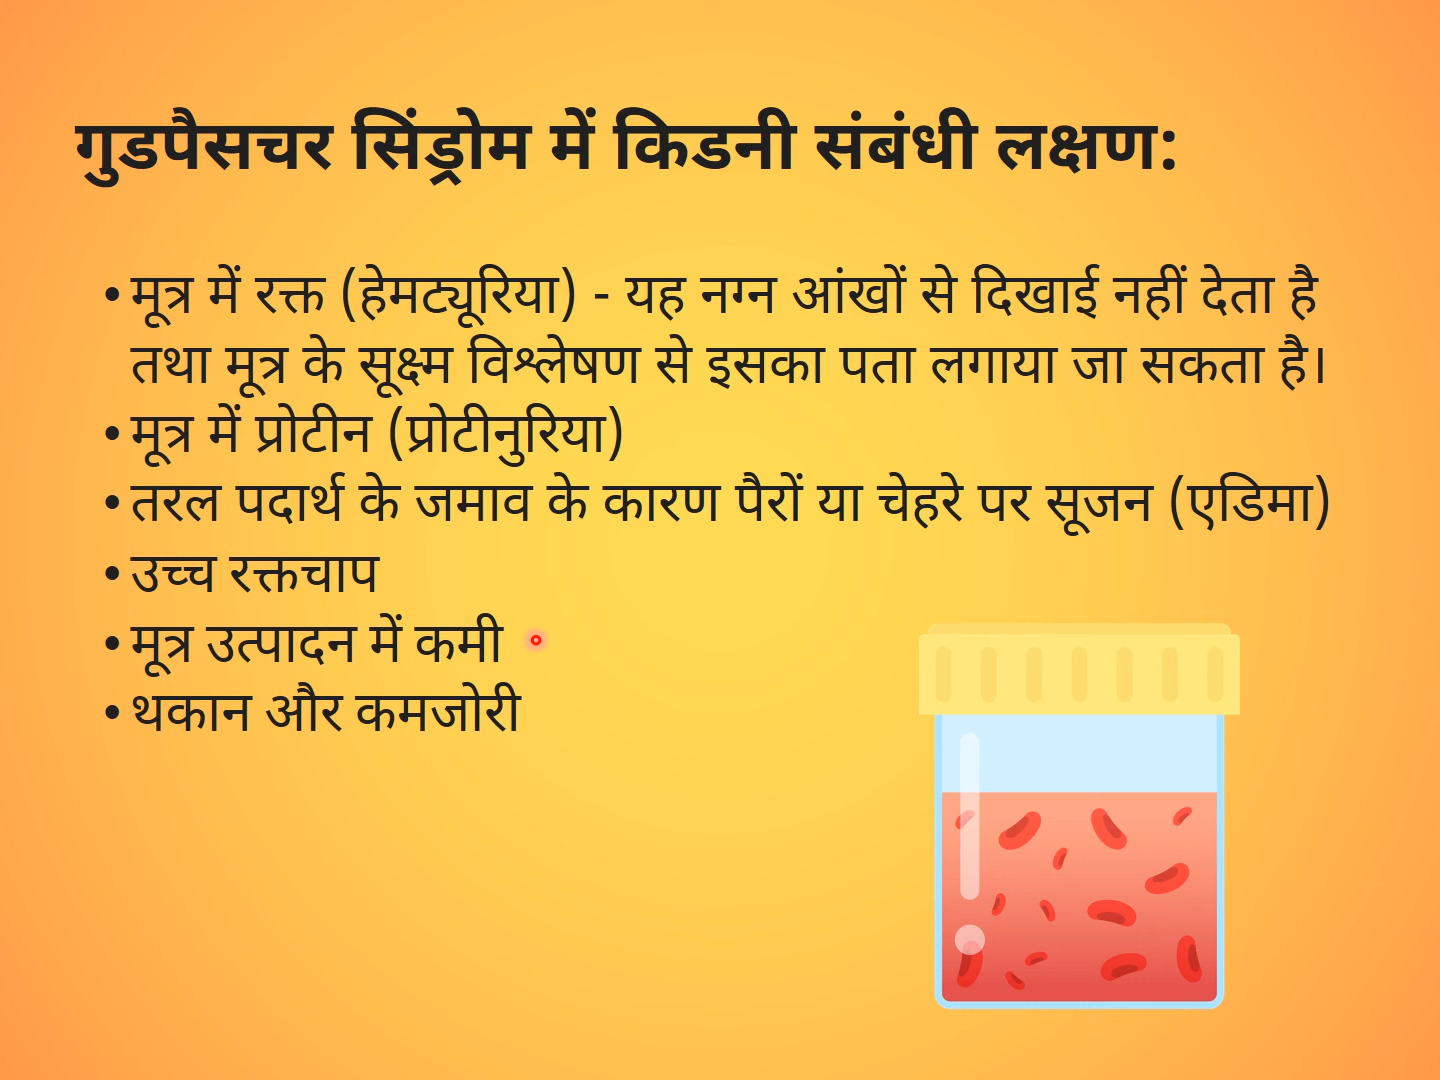 गुडपैसचर सिंड्रोम में किडनी संबंधी लक्षण:
• मूत्र में रक्त (हेमट्यूरिया) - यह नग्न आंखों से दिखाई नहीं देता है
तथा मूत्र के सूक्ष्म विश्लेषण से इसका पता लगाया जा सकता है।
• मूत्र में प्रोटीन (प्रोटीनुरिया)
• तरल पदार्थ के जमाव के कारण पैरों या चेहरे पर सूजन (एडिमा)
• उच्च रक्तचाप
• मूत्र उत्पादन में कमी
• थकान और कमजोरी